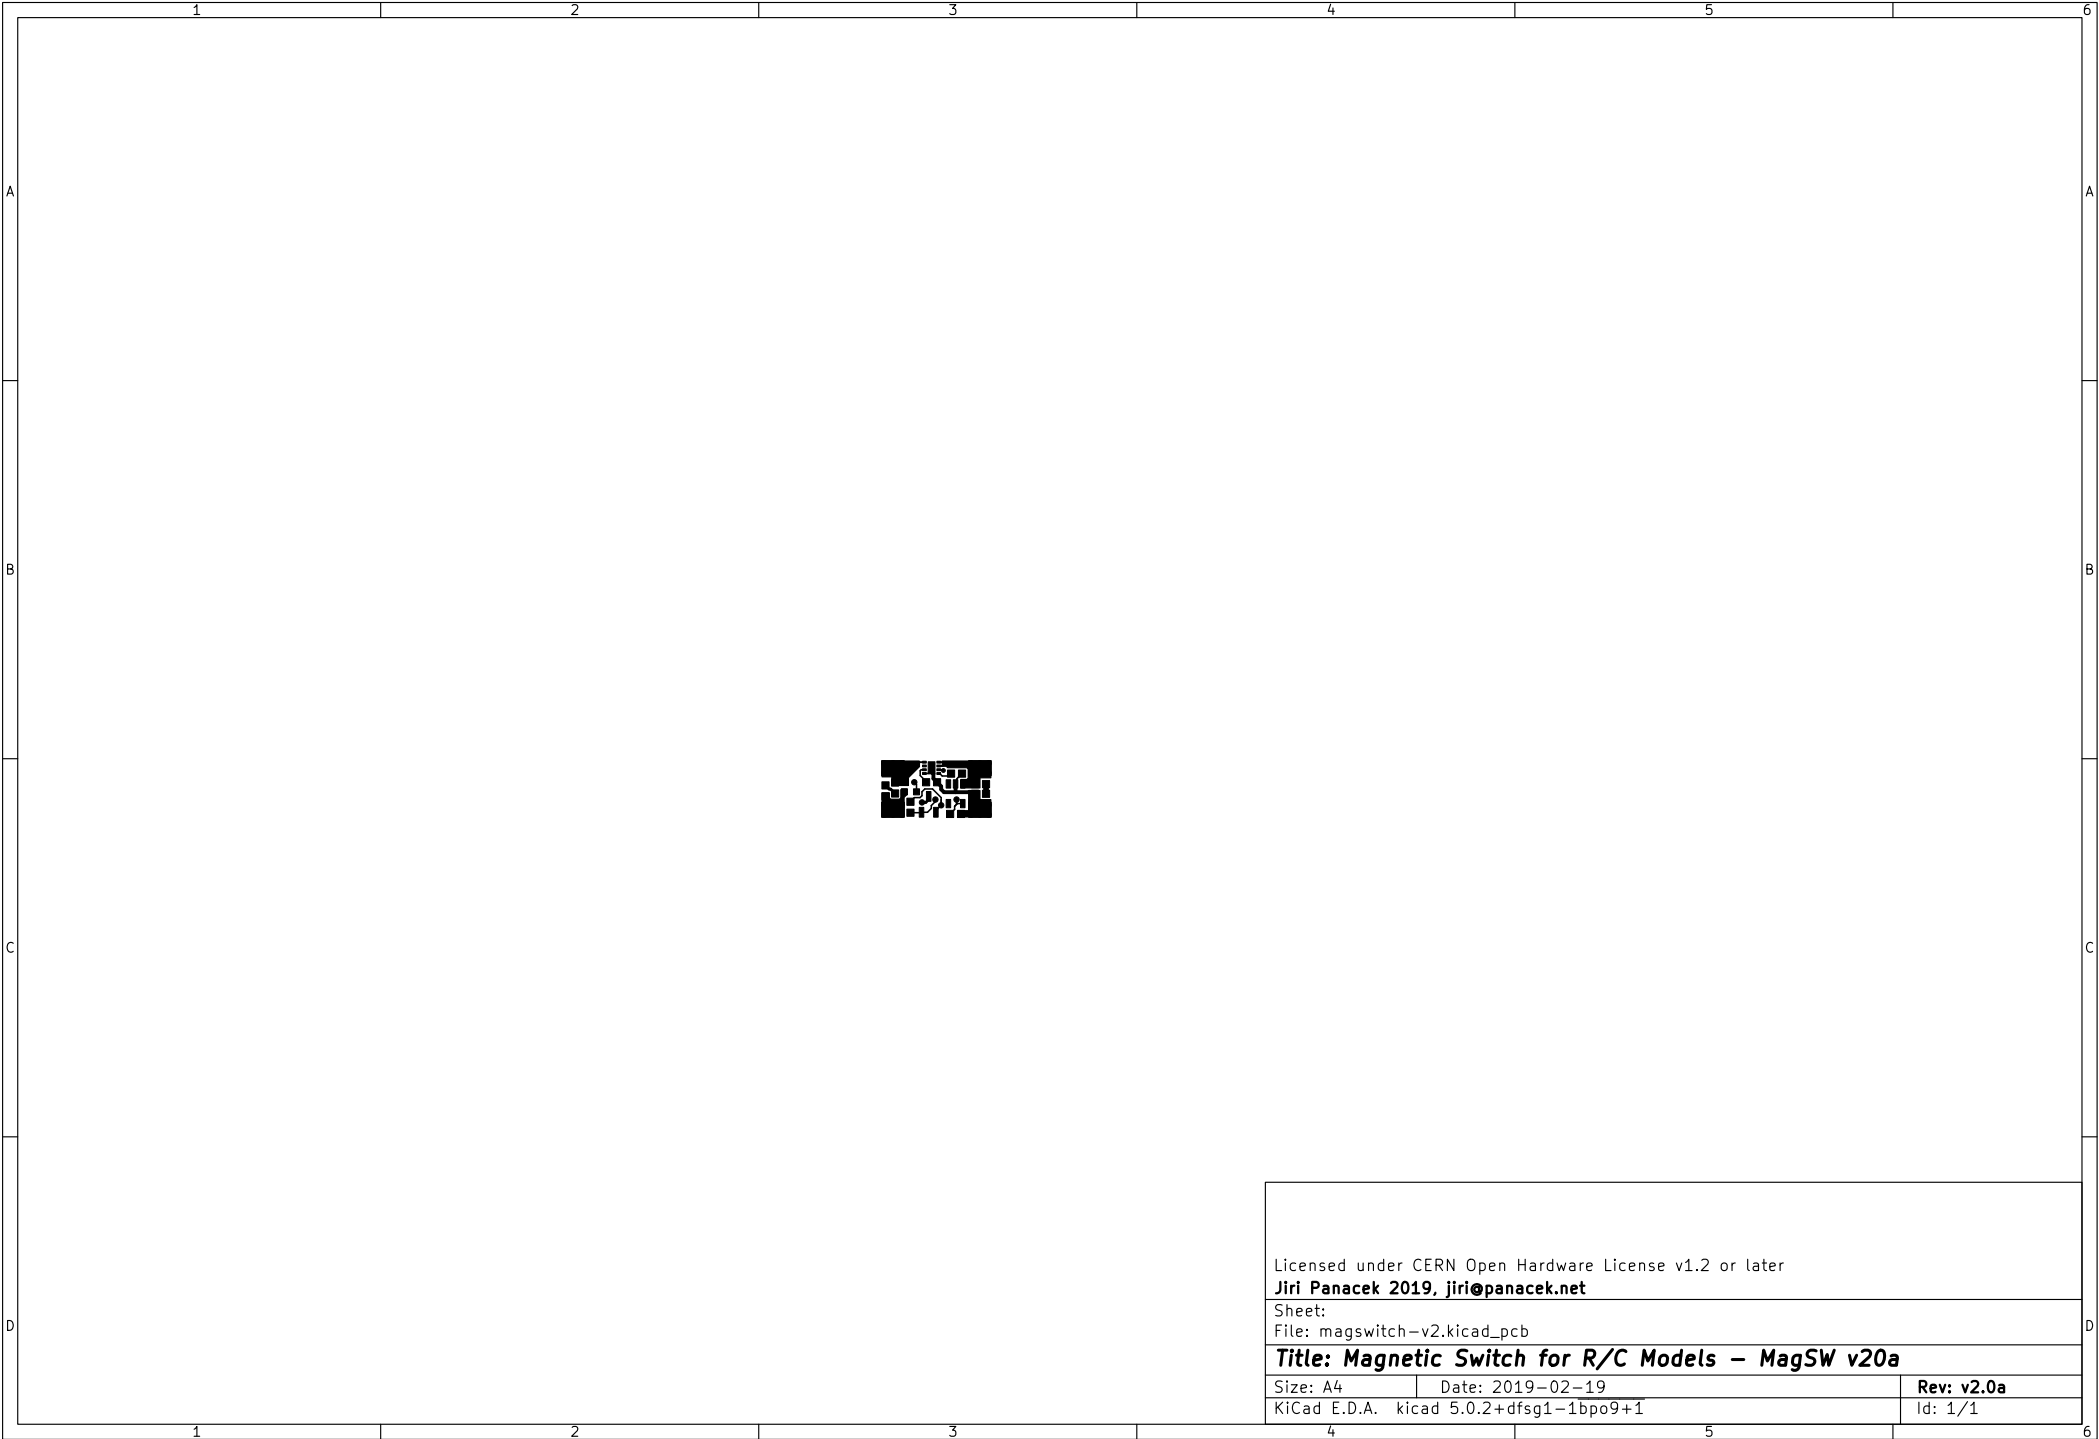 1 2 3 4 5 6
A A
B B
C C
Licensed under CERN Open Hardware License v1.2 or later
Jiri Panacek 2019, jiri@panacek.net
Sheet:
D D
File: magswitch-v2.kicad_pcb
Title: Magnetic Switch for R/C Models - MagSW v20a
Size: A4 Date: 2019-02-19 Rev: v2.0a
KiCad E.D.A. kicad 5.0.2+dfsg1-1bpo9+1 Id: 1/1
1 2 3 4 5 6